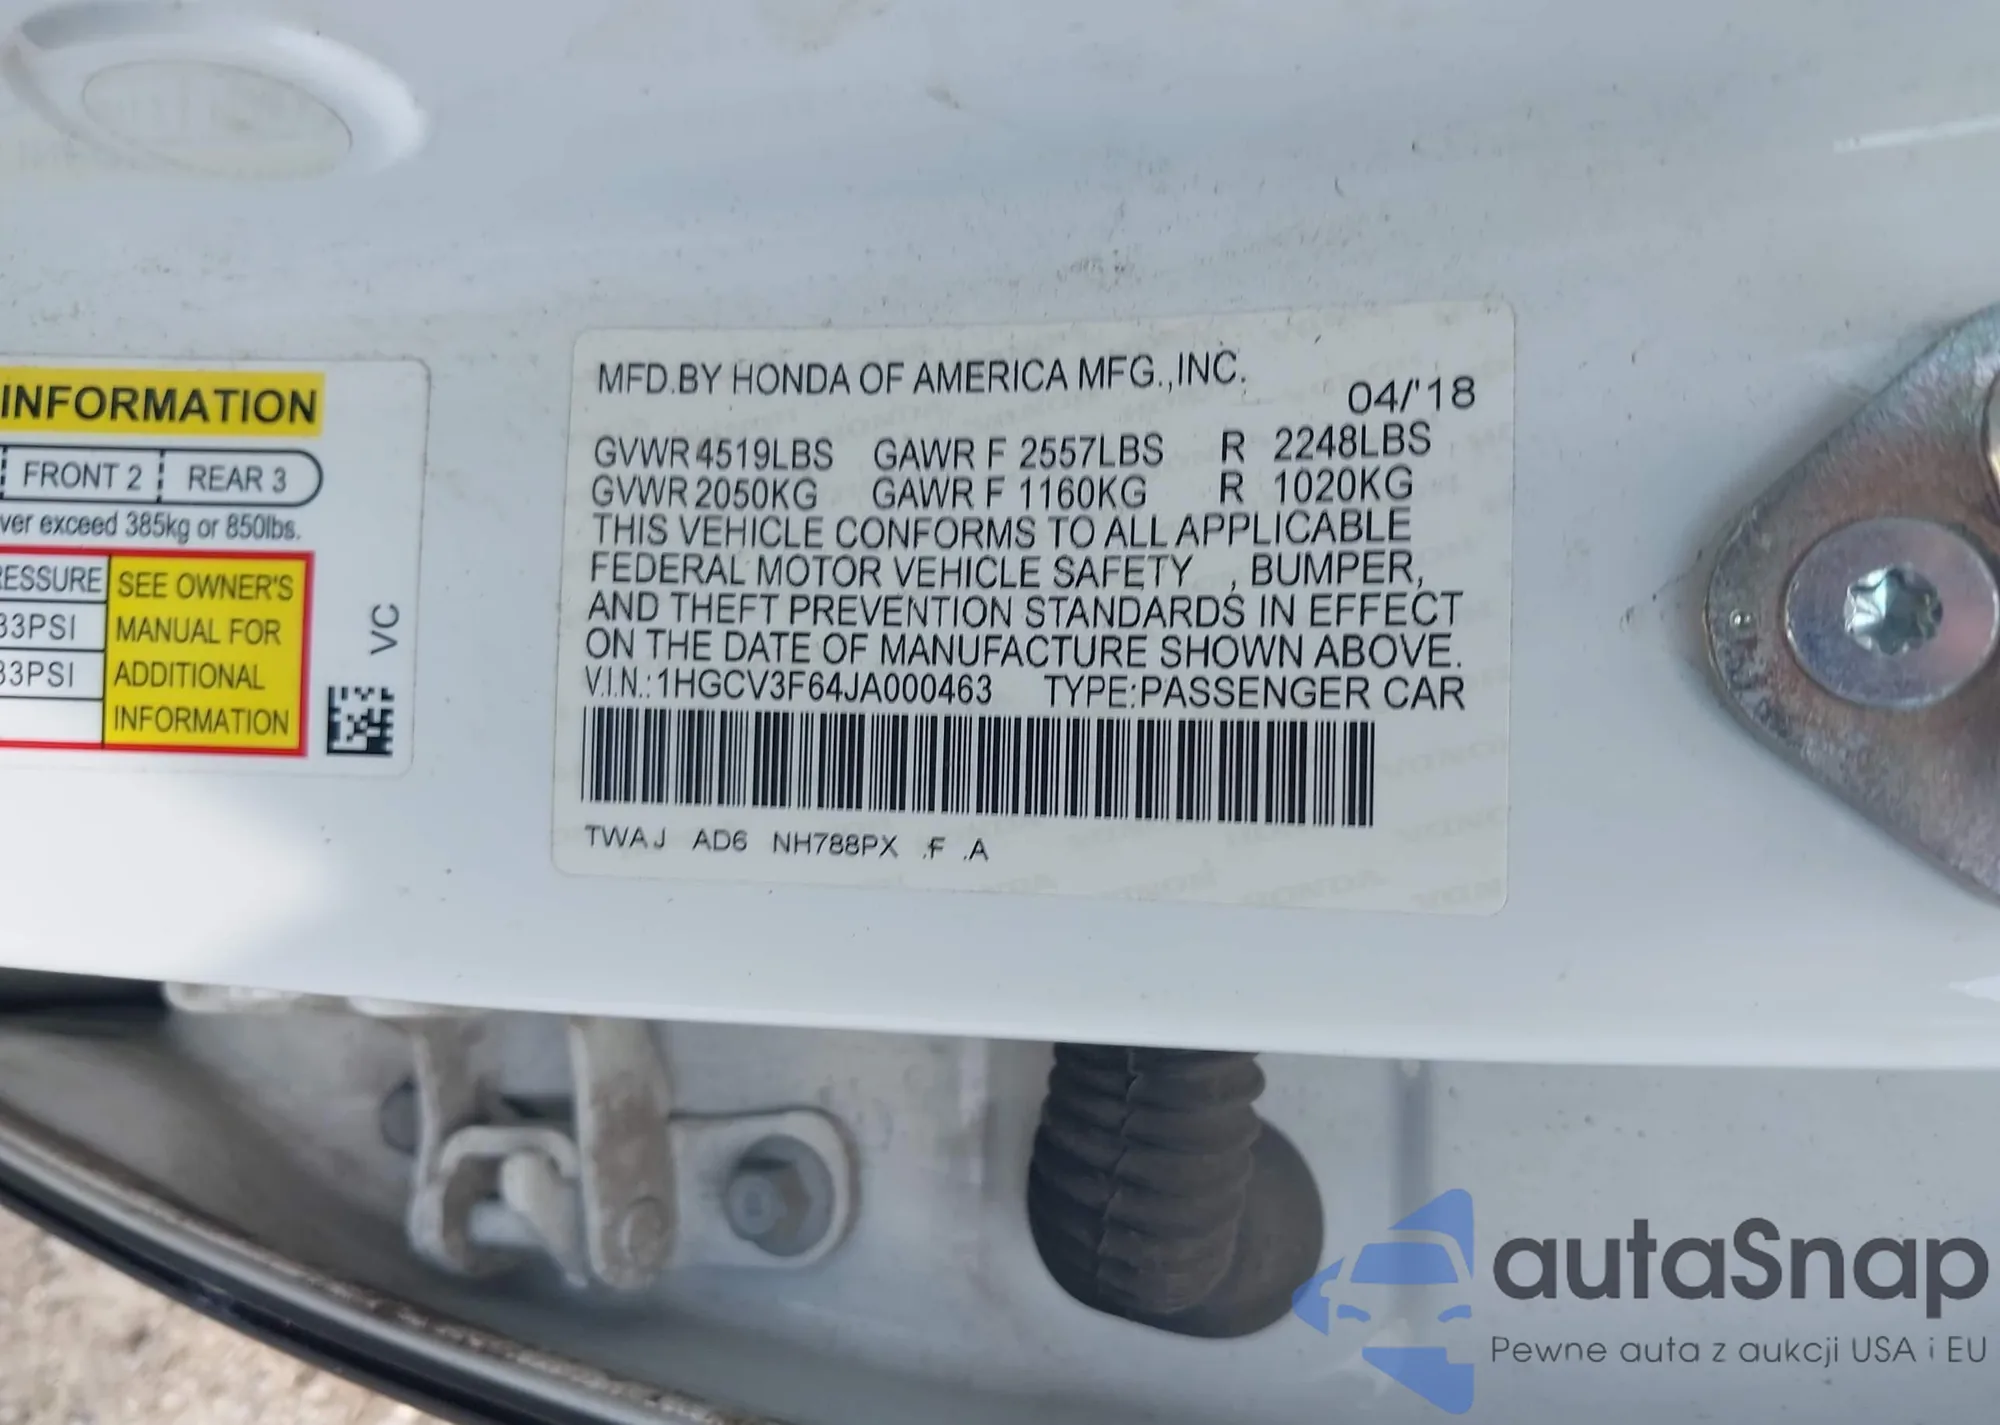 INFORMATION
FRONT 2 REAR 3
ver exceed 385kg or 850lbs.
ESSURE
33PSI
33PSI
SEE OWNER'S
MANUAL FOR
ADDITIONAL
INFORMATION
VC
MFD.BY HONDA OF AMERICA MFG.,INC.
04/'18
GVWR 4519LBS GAWR F 2557LBS R 2248LBS
GVWR 2050KG GAWR F 1160KG R 1020KG
THIS VEHICLE CONFORMS TO ALL APPLICABLE
FEDERAL MOTOR VEHICLE SAFETY , BUMPER,
AND THEFT PREVENTION STANDARDS IN EFFECT
ON THE DATE OF MANUFACTURE SHOWN ABOVE.
V.I.N.: 1HGCV3F64JA000463 TYPE:PASSENGER CAR
TWAJ AD6 NH788PX .F .A
autaSnap
Pewne auta z aukcji USA i EU